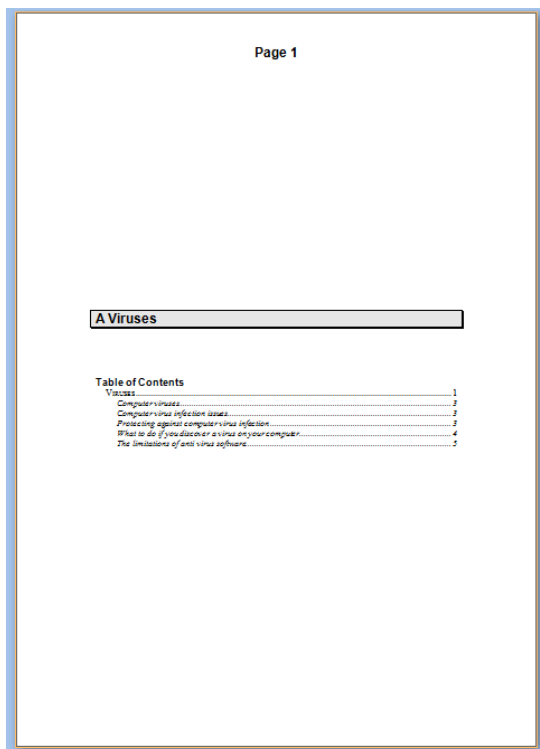 Page 1
A Viruses
Table of Contents
VIRUSES 1
Computer viruses 3
Computer virus infection issues 3
Protecting against computer virus infection 3
What to do if you discover a virus on your computer 4
The limitations of anti virus software 5